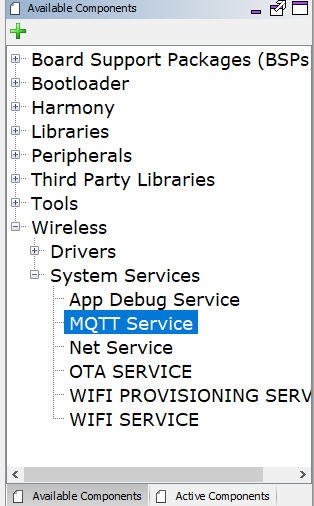 Available Components
Board Support Packages (BSPs
Bootloader
Harmony
Libraries
Peripherals
Third Party Libraries
Tools
Wireless
Drivers
System Services
App Debug Service
MQTT Service
Net Service
OTA SERVICE
WIFI PROVISIONING SERV
WIFI SERVICE
Available Components Active Components